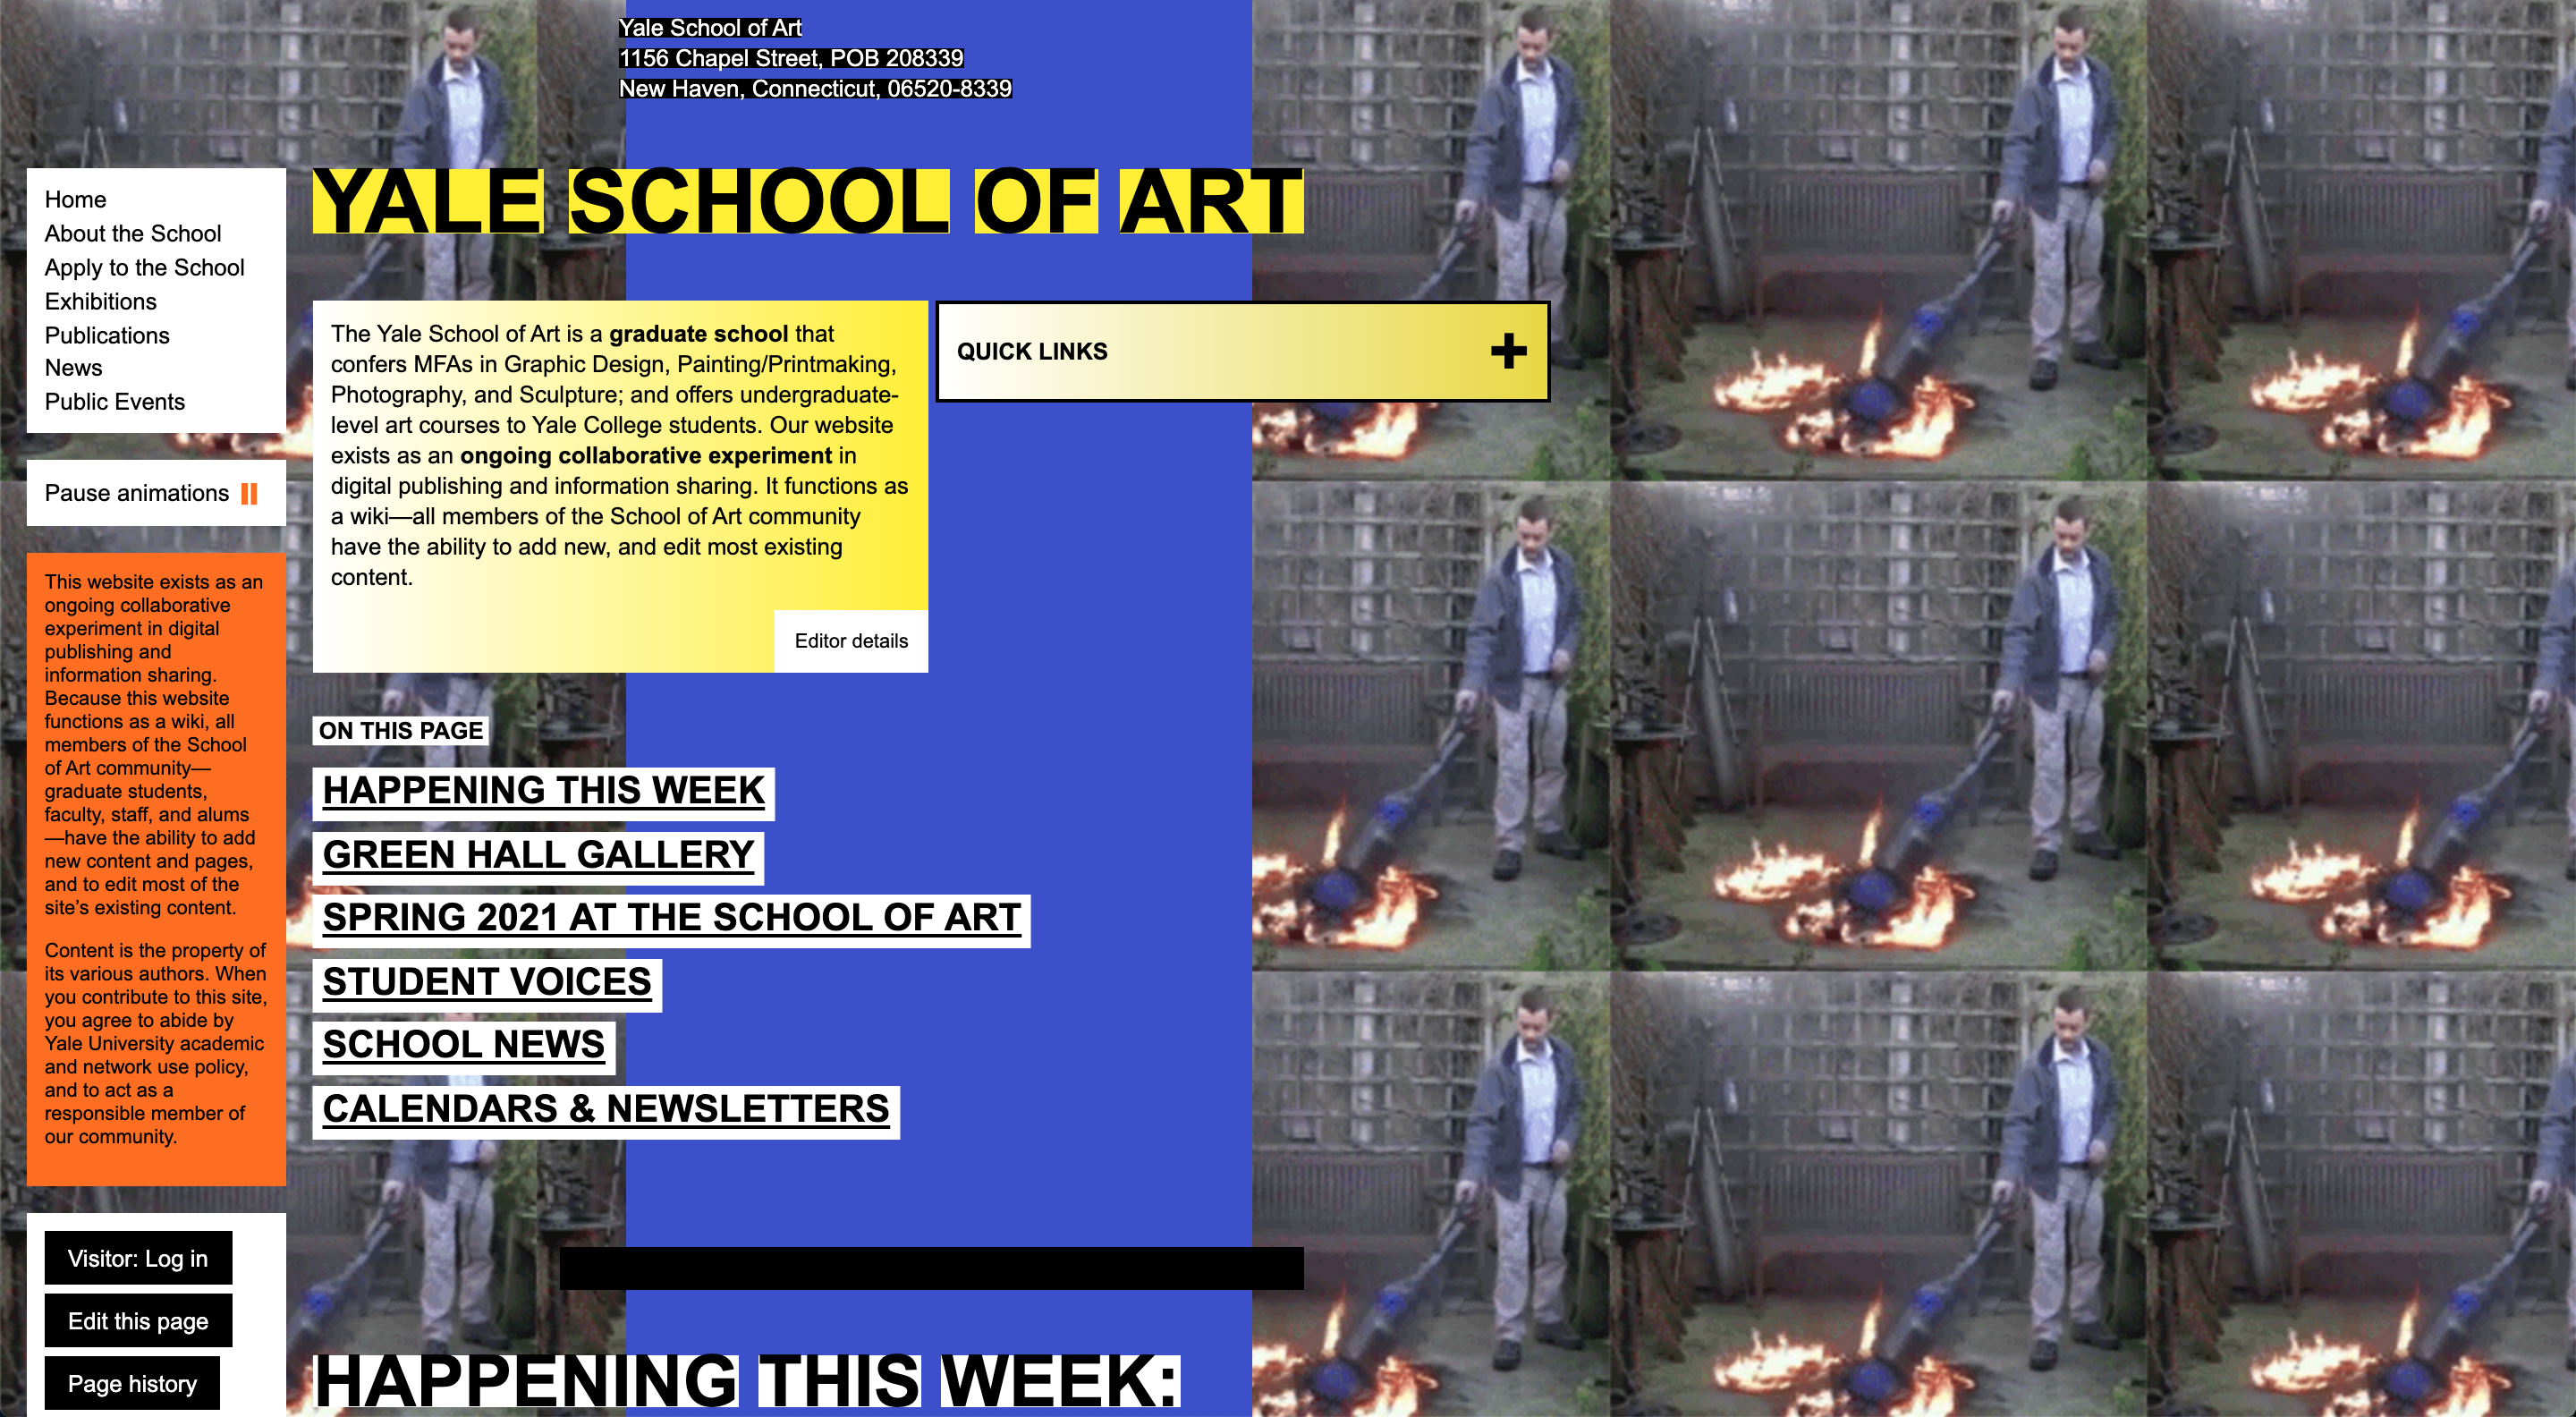 Yale School of Art
1156 Chapel Street, POB 208339
New Haven, Connecticut, 06520-8339
YALE SCHOOL OF ART
Home
About the School
Apply to the School
Exhibitions
Publications
News
Public Events
Pause animations
This website exists as an
ongoing collaborative
experiment in digital
publishing and
information sharing.
Because this website
functions as a wiki, all
members of the School
of Art community—
graduate students,
faculty, staff, and alums
—have the ability to add
new content and pages,
and to edit most of the
site’s existing content.
Content is the property of
its various authors. When
you contribute to this site,
you agree to abide by
Yale University academic
and network use policy,
and to act as a
responsible member of
our community.
Visitor: Log in
Edit this page
Page history
The Yale School of Art is a graduate school that
confers MFAs in Graphic Design, Painting/Printmaking,
Photography, and Sculpture; and offers undergraduate-
level art courses to Yale College students. Our website
exists as an ongoing collaborative experiment in
digital publishing and information sharing. It functions as
a wiki—all members of the School of Art community
have the ability to add new, and edit most existing
content.
Editor details
QUICK LINKS
ON THIS PAGE
HAPPENING THIS WEEK
GREEN HALL GALLERY
SPRING 2021 AT THE SCHOOL OF ART
STUDENT VOICES
SCHOOL NEWS
CALENDARS & NEWSLETTERS
HAPPENING THIS WEEK: